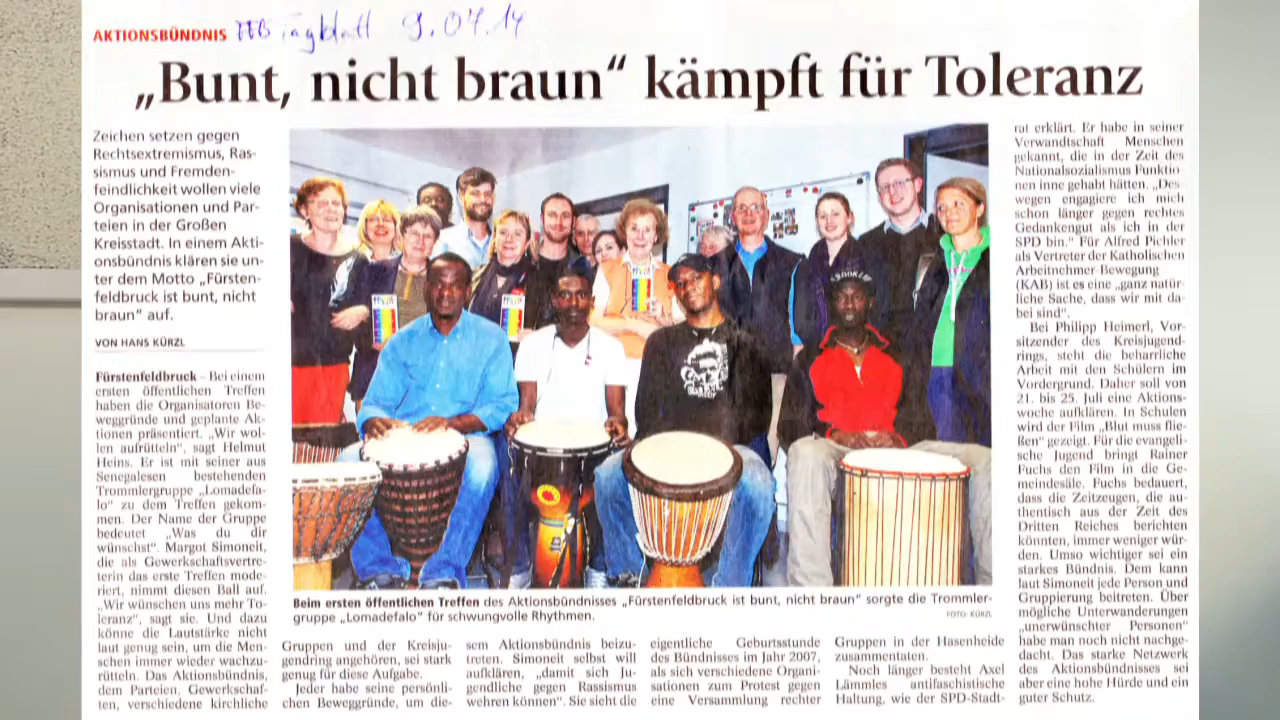 AKTIONSBÜNDNIS FFB Tagblatt 9.07.14
„Bunt, nicht braun“ kämpft für Toleranz
Zeichen setzen gegen
Rechtsextremismus, Ras-
sismus und Fremden-
feindlichkeit wollen viele
Organisationen und Par-
teien in der Großen
Kreisstadt. In einem Akti-
onsbündnis klären sie un-
ter dem Motto „Fürsten-
feldbruck ist bunt, nicht
braun“ auf.
VON HANS KÜRZL
Fürstenfeldbruck – Bei einem
ersten öffentlichen Treffen
haben die Organisatoren Be-
weggründe und geplante Ak-
tionen präsentiert. „Wir wol-
len aufrütteln“, sagt Helmut
Heins. Er ist mit seiner aus
Senegalesen bestehenden
Trommlergruppe „Lomadefa-
lo“ zu dem Treffen gekom-
men. Der Name der Gruppe
bedeutet „Was du dir
wünschst“. Margot Simoneit,
die als Gewerkschaftsvertre-
terin das erste Treffen mode-
riert, nimmt diesen Ball auf.
„Wir wünschen uns mehr To-
leranz“, sagt sie. Und dazu
könne die Lautstärke nicht
laut genug sein, um die Men-
schen immer wieder wachzu-
rütteln. Das Aktionsbündnis,
dem Parteien, Gewerkschaf-
ten, verschiedene kirchliche
Beim ersten öffentlichen Treffen des Aktionsbündnisses „Fürstenfeldbruck ist bunt, nicht braun“ sorgte die Trommler-
gruppe „Lomadefalo“ für schwungvolle Rhythmen.
FOTO: KÜRZL
Gruppen und der Kreisju-
gendring angehören, sei stark
genug für diese Aufgabe.
Jeder habe seine persönli-
chen Beweggründe, um die-
sem Aktionsbündnis beizu-
treten. Simoneit selbst will
aufklären, „damit sich Ju-
gendliche gegen Rassismus
wehren können“. Sie sieht die
eigentliche Geburtsstunde
des Bündnisses im Jahr 2007,
als sich verschiedene Organi-
sationen zum Protest gegen
eine Versammlung rechter
Gruppen in der Hasenheide
zusammentaten.
Noch länger besteht Axel
Lämmles antifaschistische
Haltung, wie der SPD-Stadt-
rat erklärt. Er habe in seiner
Verwandtschaft Menschen
gekannt, die in der Zeit des
Nationalsozialismus Funktio
nen inne gehabt hätten. „Des-
wegen engagiere ich mich
schon länger gegen rechtes
Gedankengut als ich in der
SPD bin.“ Für Alfred Pichler
als Vertreter der Katholischen
Arbeitnehmer-Bewegung
(KAB) ist es eine „ganz natür-
liche Sache, dass wir mit da-
bei sind“.
Bei Philipp Heimerl, Vor-
sitzender des Kreisjugend-
rings, steht die beharrliche
Arbeit mit den Schülern im
Vordergrund. Daher soll von
21. bis 25. Juli eine Aktions-
woche aufklären. In Schulen
wird der Film „Blut muss flie-
ßen“ gezeigt. Für die evangeli-
sche Jugend bringt Rainer
Fuchs den Film in die Ge-
meindesäle. Fuchs bedauert,
dass die Zeitzeugen, die au-
thentisch aus der Zeit des
Dritten Reiches berichten
könnten, immer weniger wür-
den. Umso wichtiger sei ein
starkes Bündnis. Dem kann
laut Simoneit jede Person und
Gruppierung beitreten. Über
mögliche Unterwanderungen
„unerwünschter Personen“
habe man noch nicht nachge-
dacht. Das starke Netzwerk
des Aktionsbündnisses sei
aber eine hohe Hürde und ein
guter Schutz.